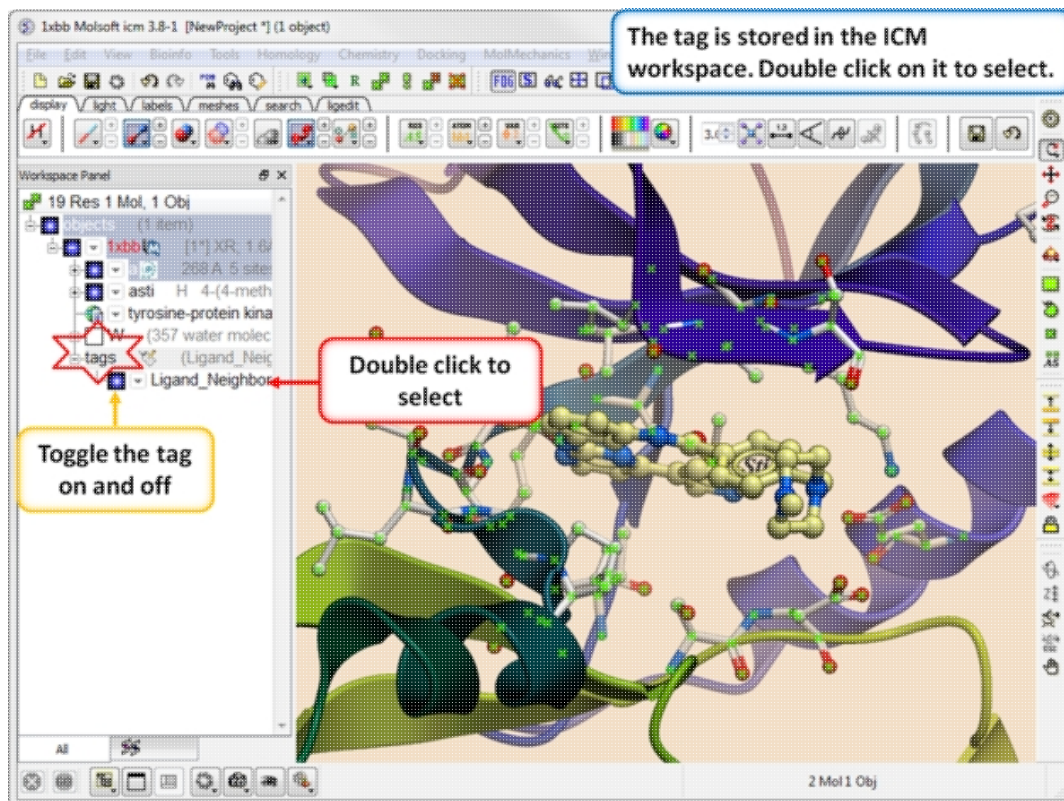 1xbb Molsoft icm 3.8-1 [NewProject *] (1 object)
The tag is stored in the ICM
workspace. Double click on it to select.
File Edit View Bioinfo Tools Homology Chemistry Docking MolMechanics
R FOG
display light labels meshes search ligedit
Workspace Panel
19 Res 1 Mol, 1 Obj
objects (1 item)
1xbb [1*] XR, 1.6
268 A 5 sites
asti H 4-(4-meth
tyrosine-protein kina
W (357 water molec
tags (Ligand_Neig
Ligand_Neighbor
Double click to
select
Toggle the tag
on and off
All
2 Mol 1 Obj